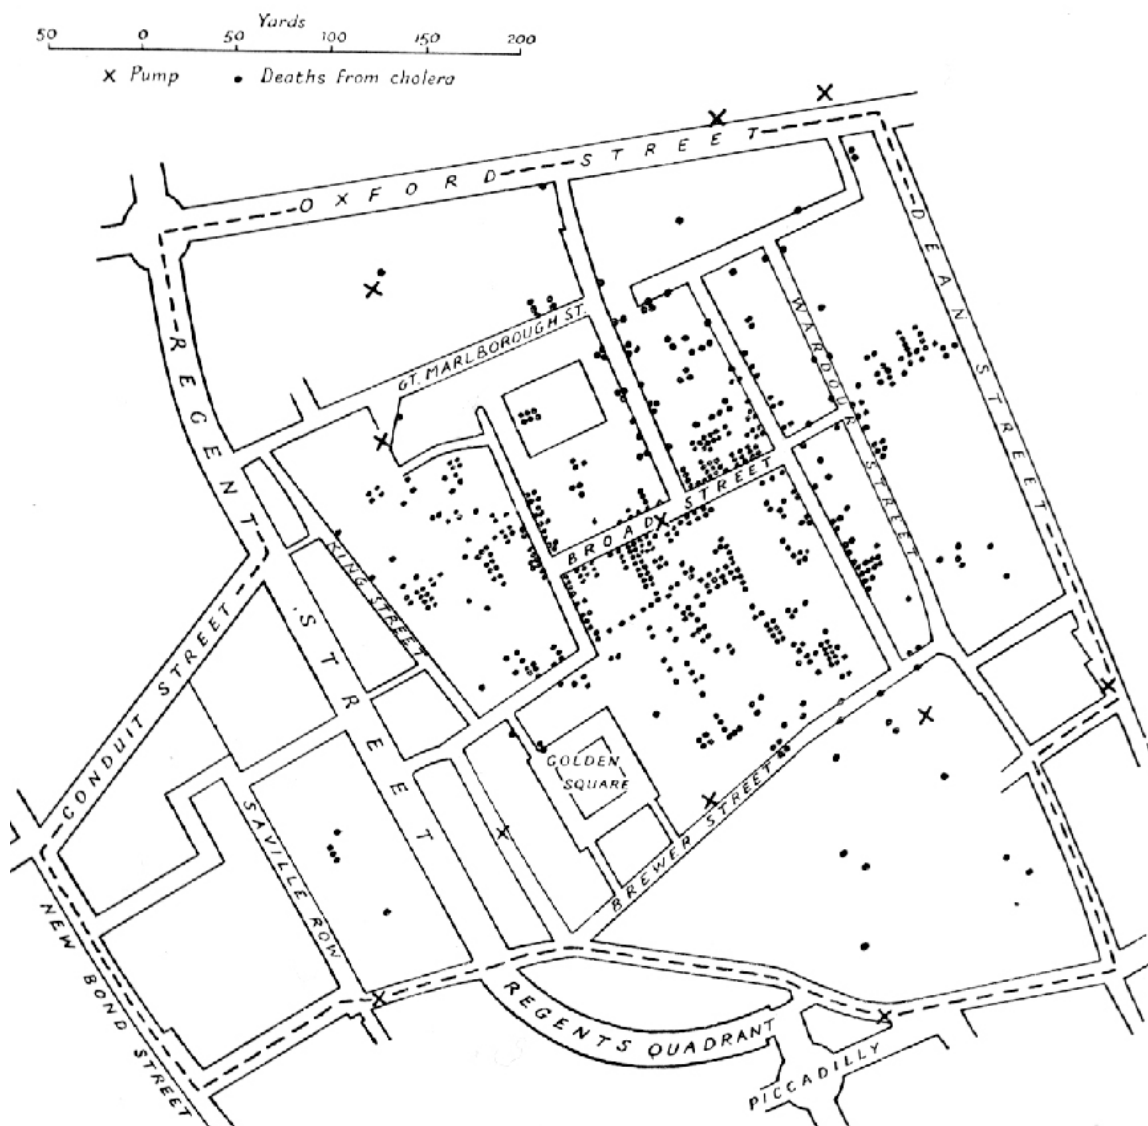 Yards
50 0 50 100 150 200
x Pump • Deaths from cholera
OXFORD STREET
DEAN STREET
REGENT STREET
GT. MARLBOROUGH ST.
WARDOUR STREET
BROAD STREET
KING STREET
CONDUIT STREET
GOLDEN
SQUARE
BREWER STREET
SAVILLE ROW
NEW BOND STREET
REGENTS QUADRANT
PICCADILLY